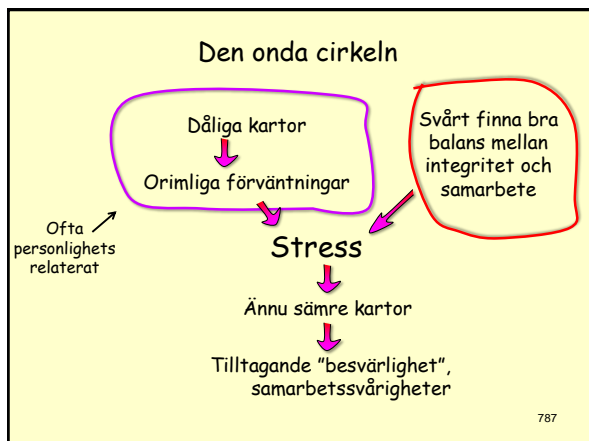 Den onda cirkeln
Dåliga kartor
Orimliga förväntningar
Svårt finna bra
balans mellan
integritet och
samarbete
Ofta
personlighets
relaterat
Stress
Ännu sämre kartor
Tilltagande ”besvärlighet”,
samarbetssvårigheter
787